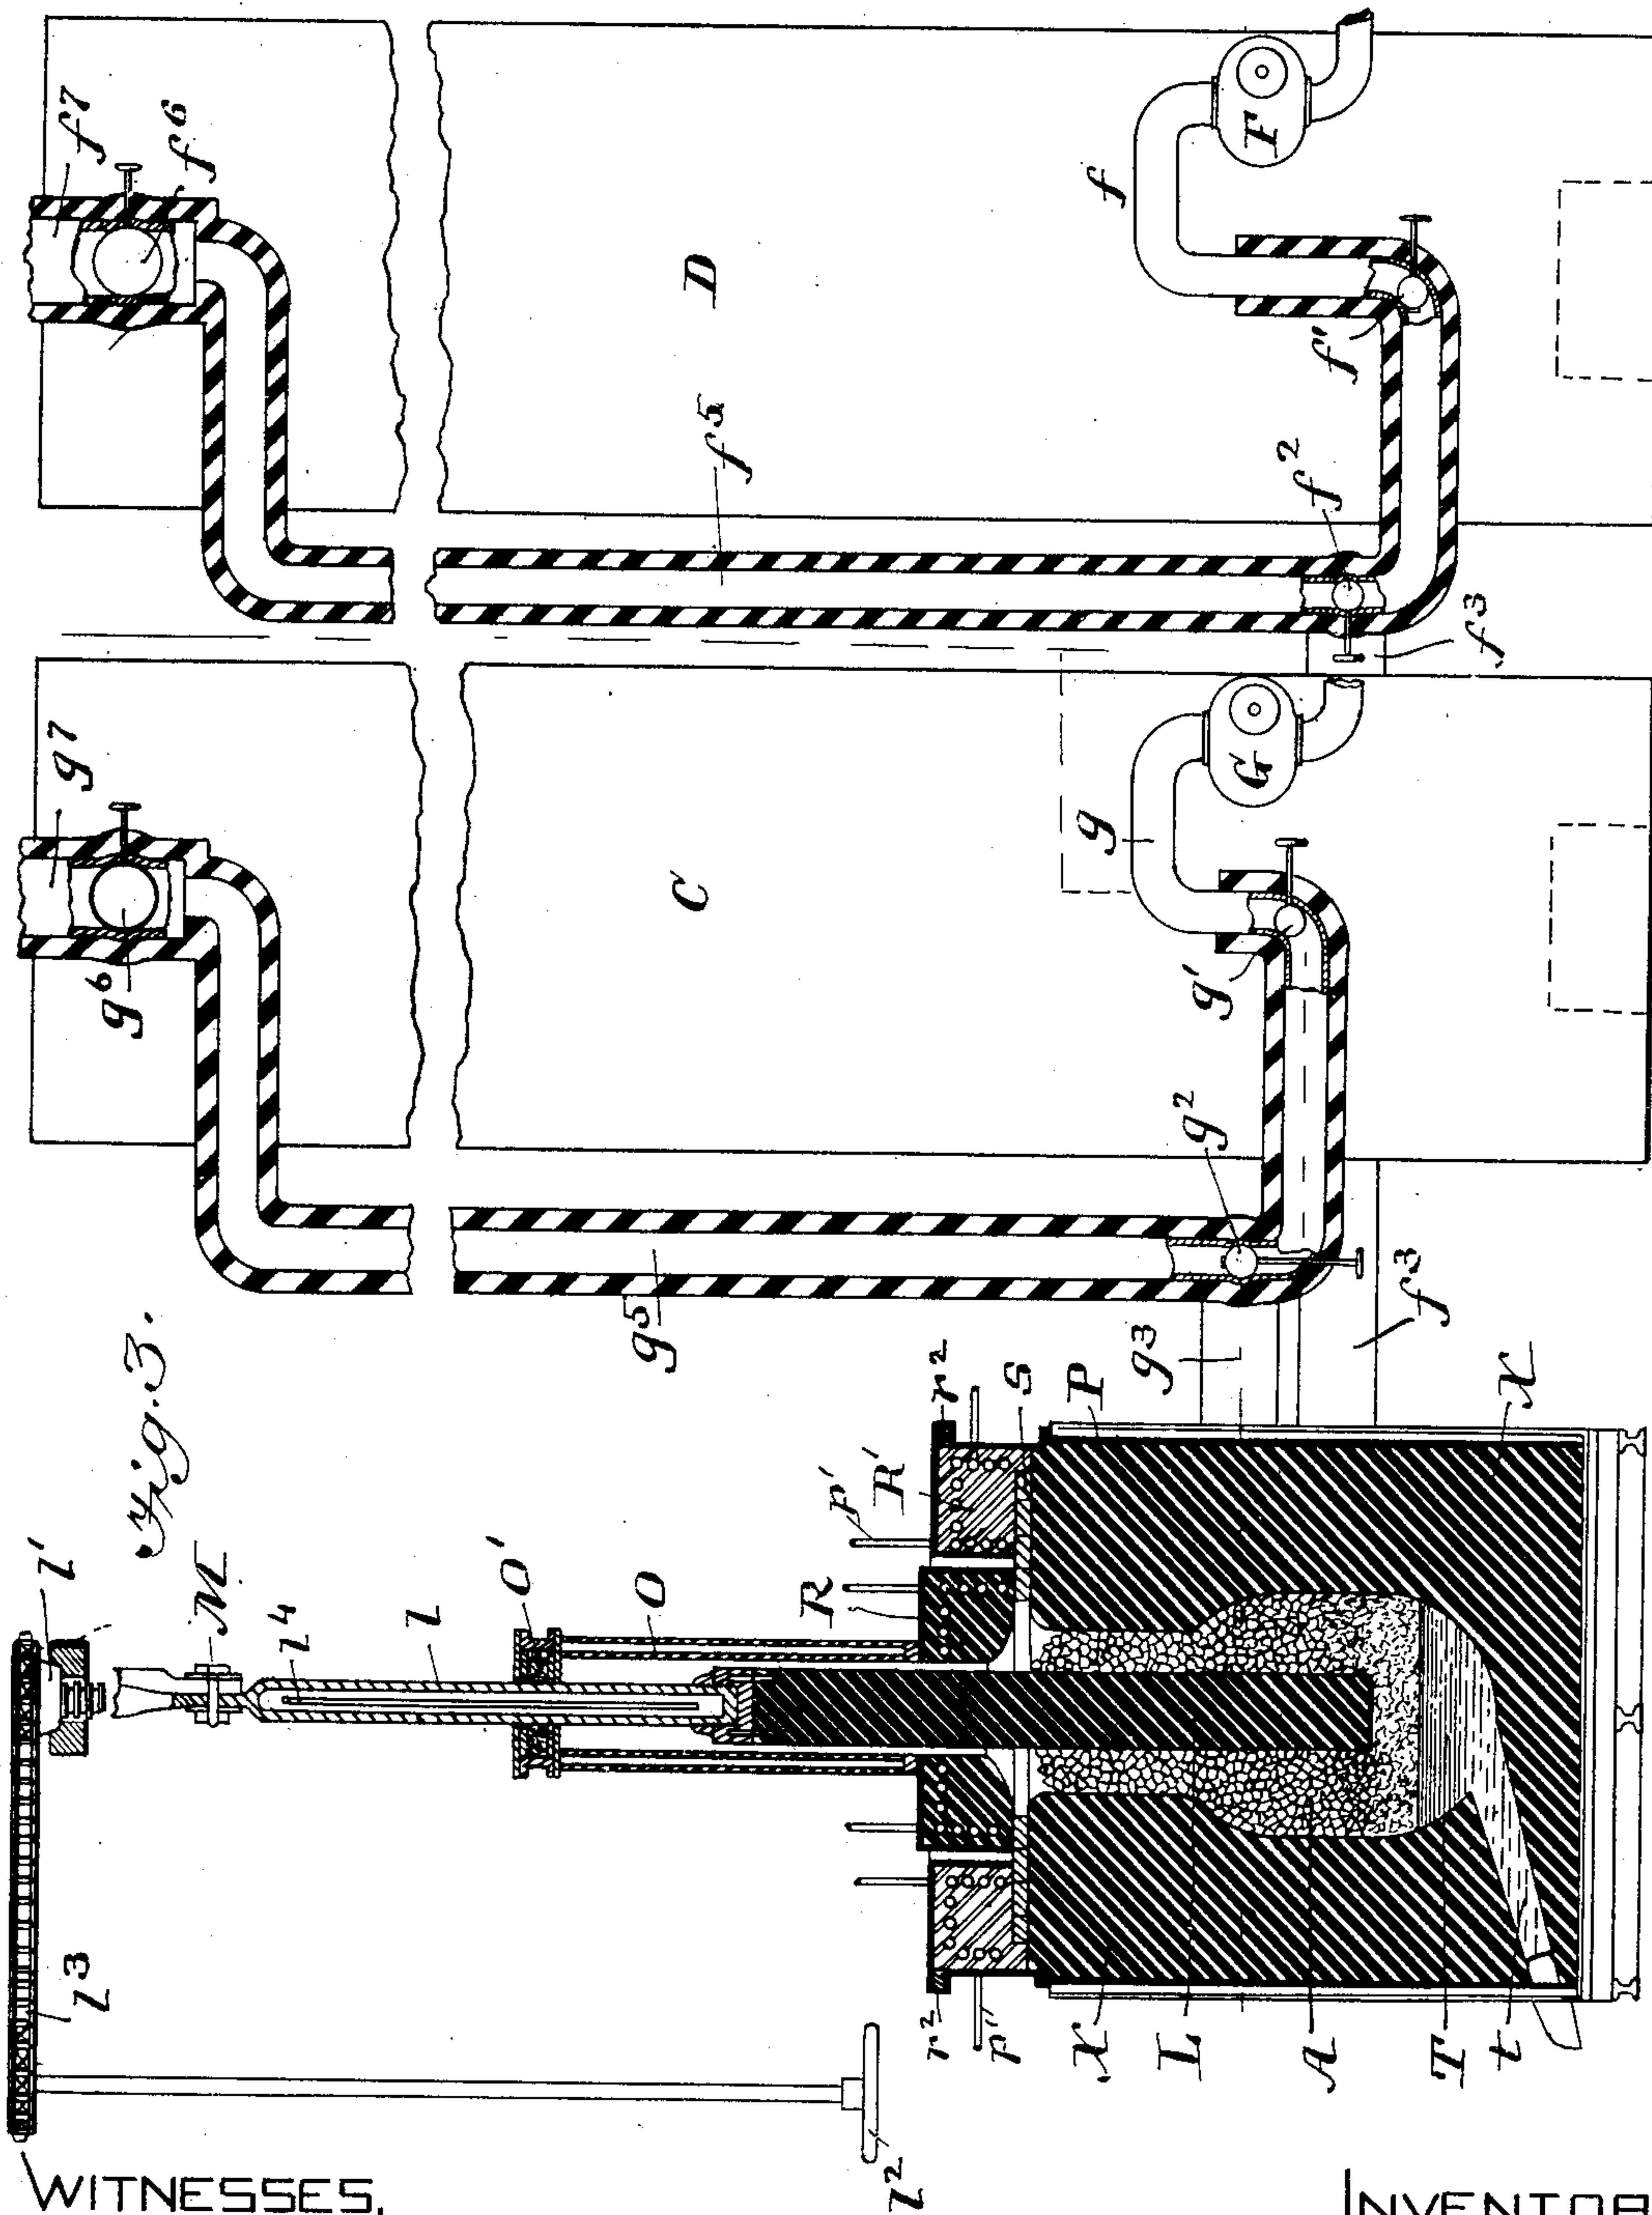 f⁷
f⁶
D
f
F
f'
f⁵
f²
f³
g⁷
g⁶
C
g
G
g'
g²
g⁵
g³
f³
Fig. 3.
l'
M
l⁴
l
O'
O
R
p'
R'
r²
S
P
X
l³
l²
r²
p''
X
L
A
T
t
WITNESSES.
INVENTOR